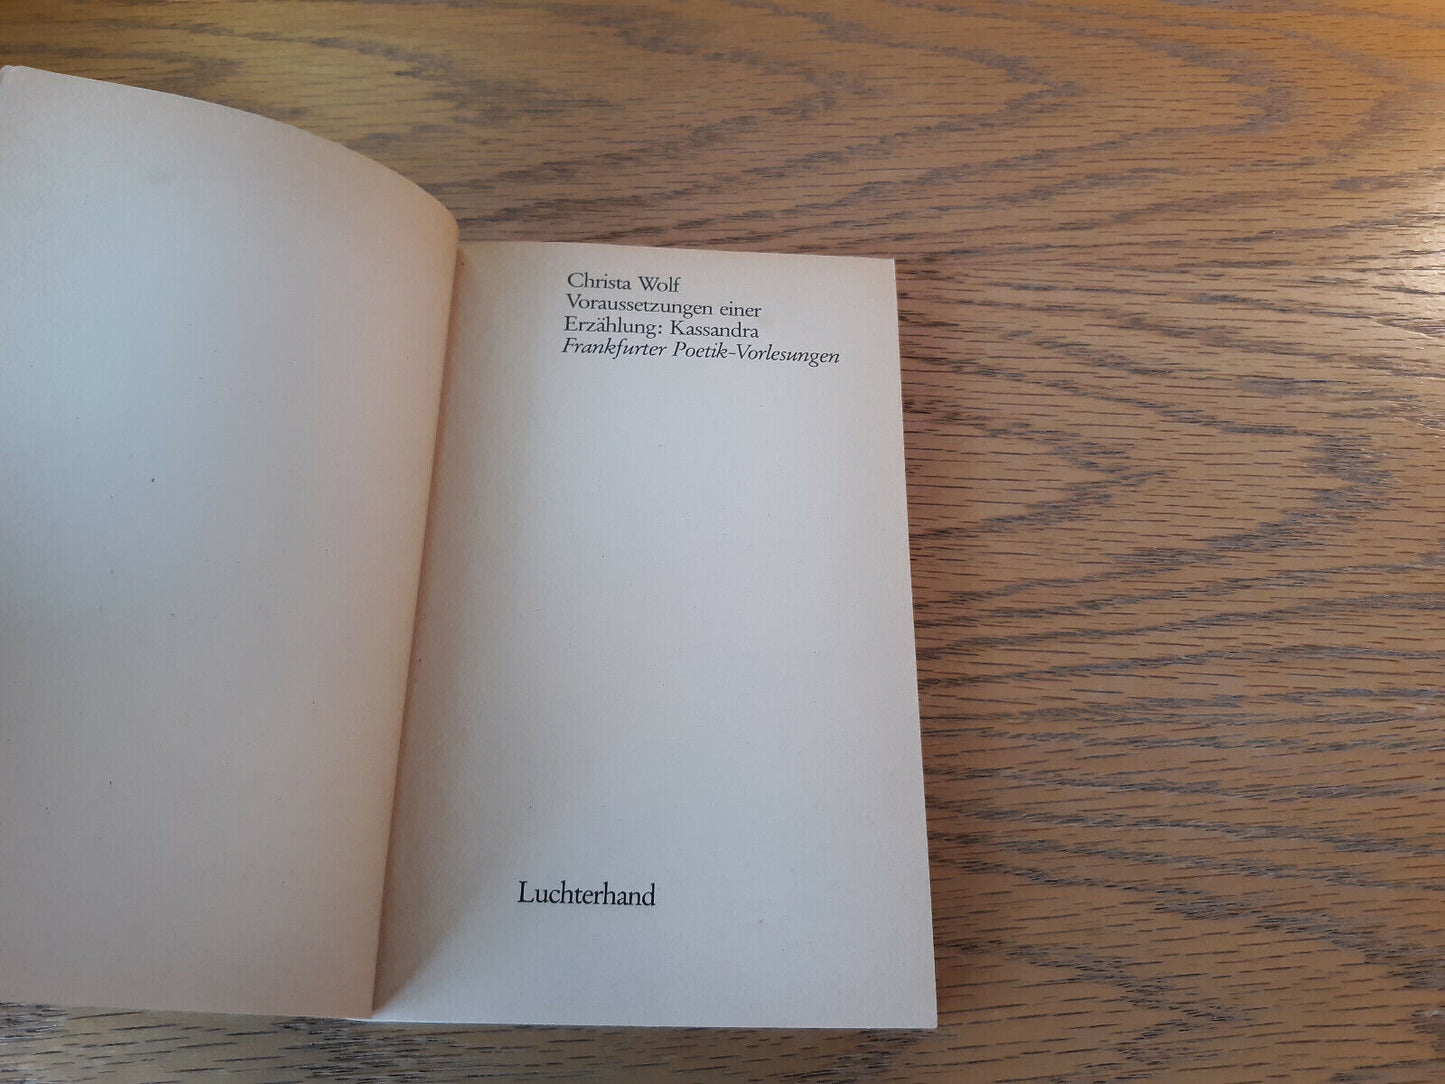 Christa Wolf
Voraussetzungen einer
Erzählung: Kassandra
Frankfurter Poetik-Vorlesungen
Luchterhand